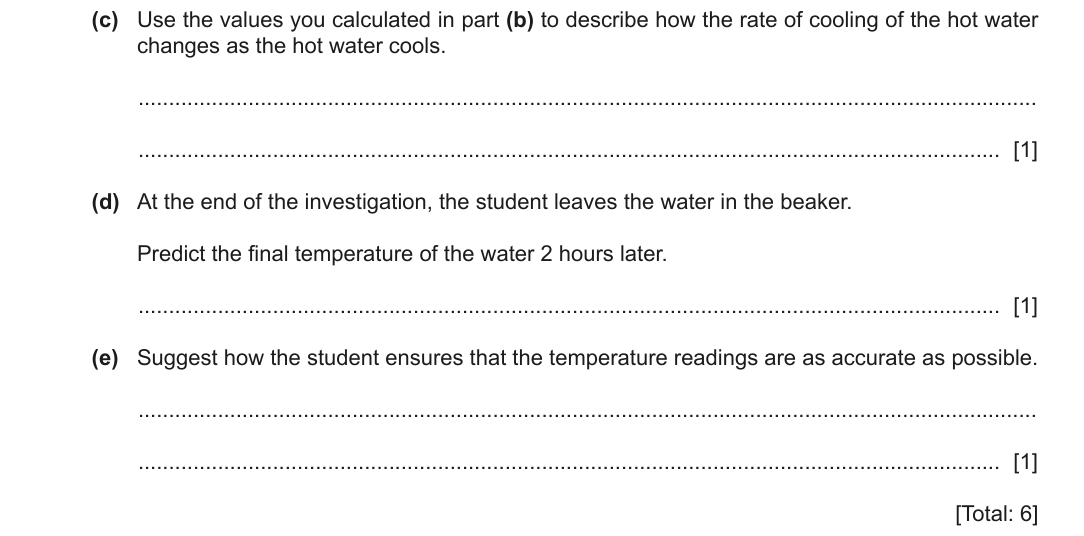 (c) Use the values you calculated in part (b) to describe how the rate of cooling of the hot water
changes as the hot water cools.
..........................................................................................................................................................
.................................................................................................................................................... [1]
(d) At the end of the investigation, the student leaves the water in the beaker.
Predict the final temperature of the water 2 hours later.
.................................................................................................................................................... [1]
(e) Suggest how the student ensures that the temperature readings are as accurate as possible.
..........................................................................................................................................................
.................................................................................................................................................... [1]
[Total: 6]